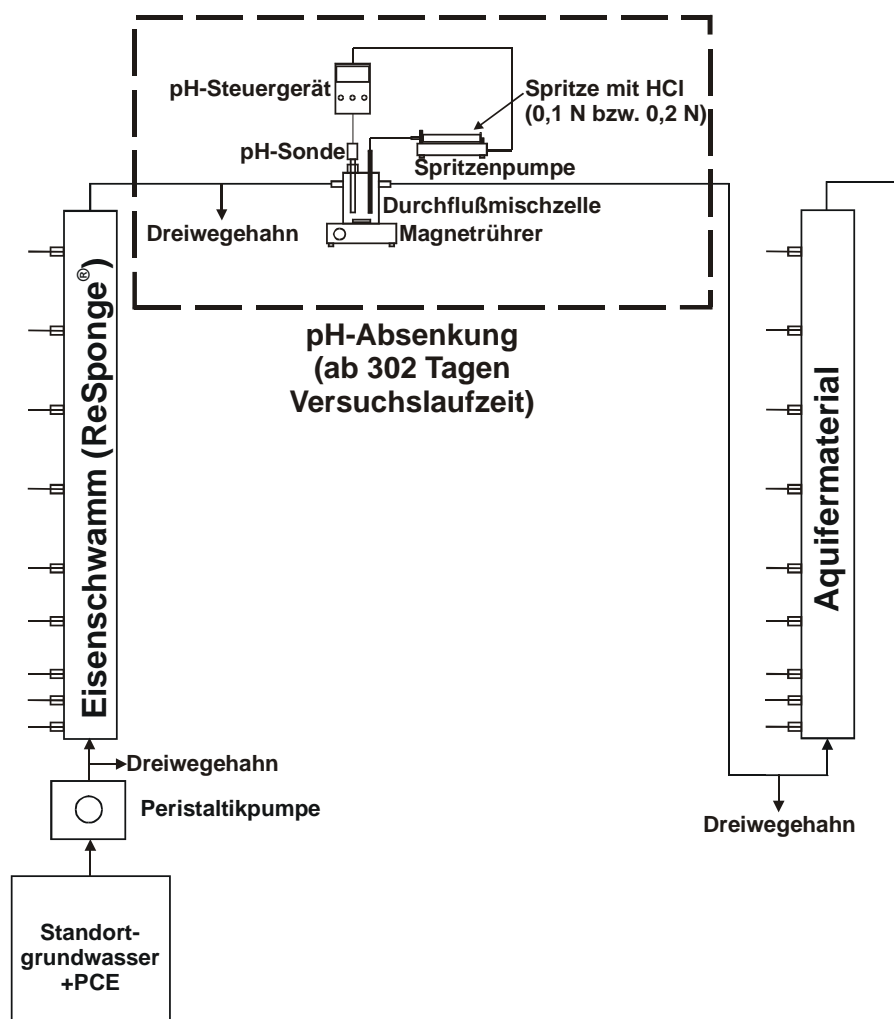 pH-Steuergerät
Spritze mit HCl
(0,1 N bzw. 0,2 N)
pH-Sonde
Spritzenpumpe
Durchflußmischzelle
Dreiwegehahn
Magnetrührer
pH-Absenkung
(ab 302 Tagen
Versuchslaufzeit)
Eisenschwamm (ReSponge®)
Aquifermaterial
Dreiwegehahn
Peristaltikpumpe
Dreiwegehahn
Standort-
grundwasser
+PCE